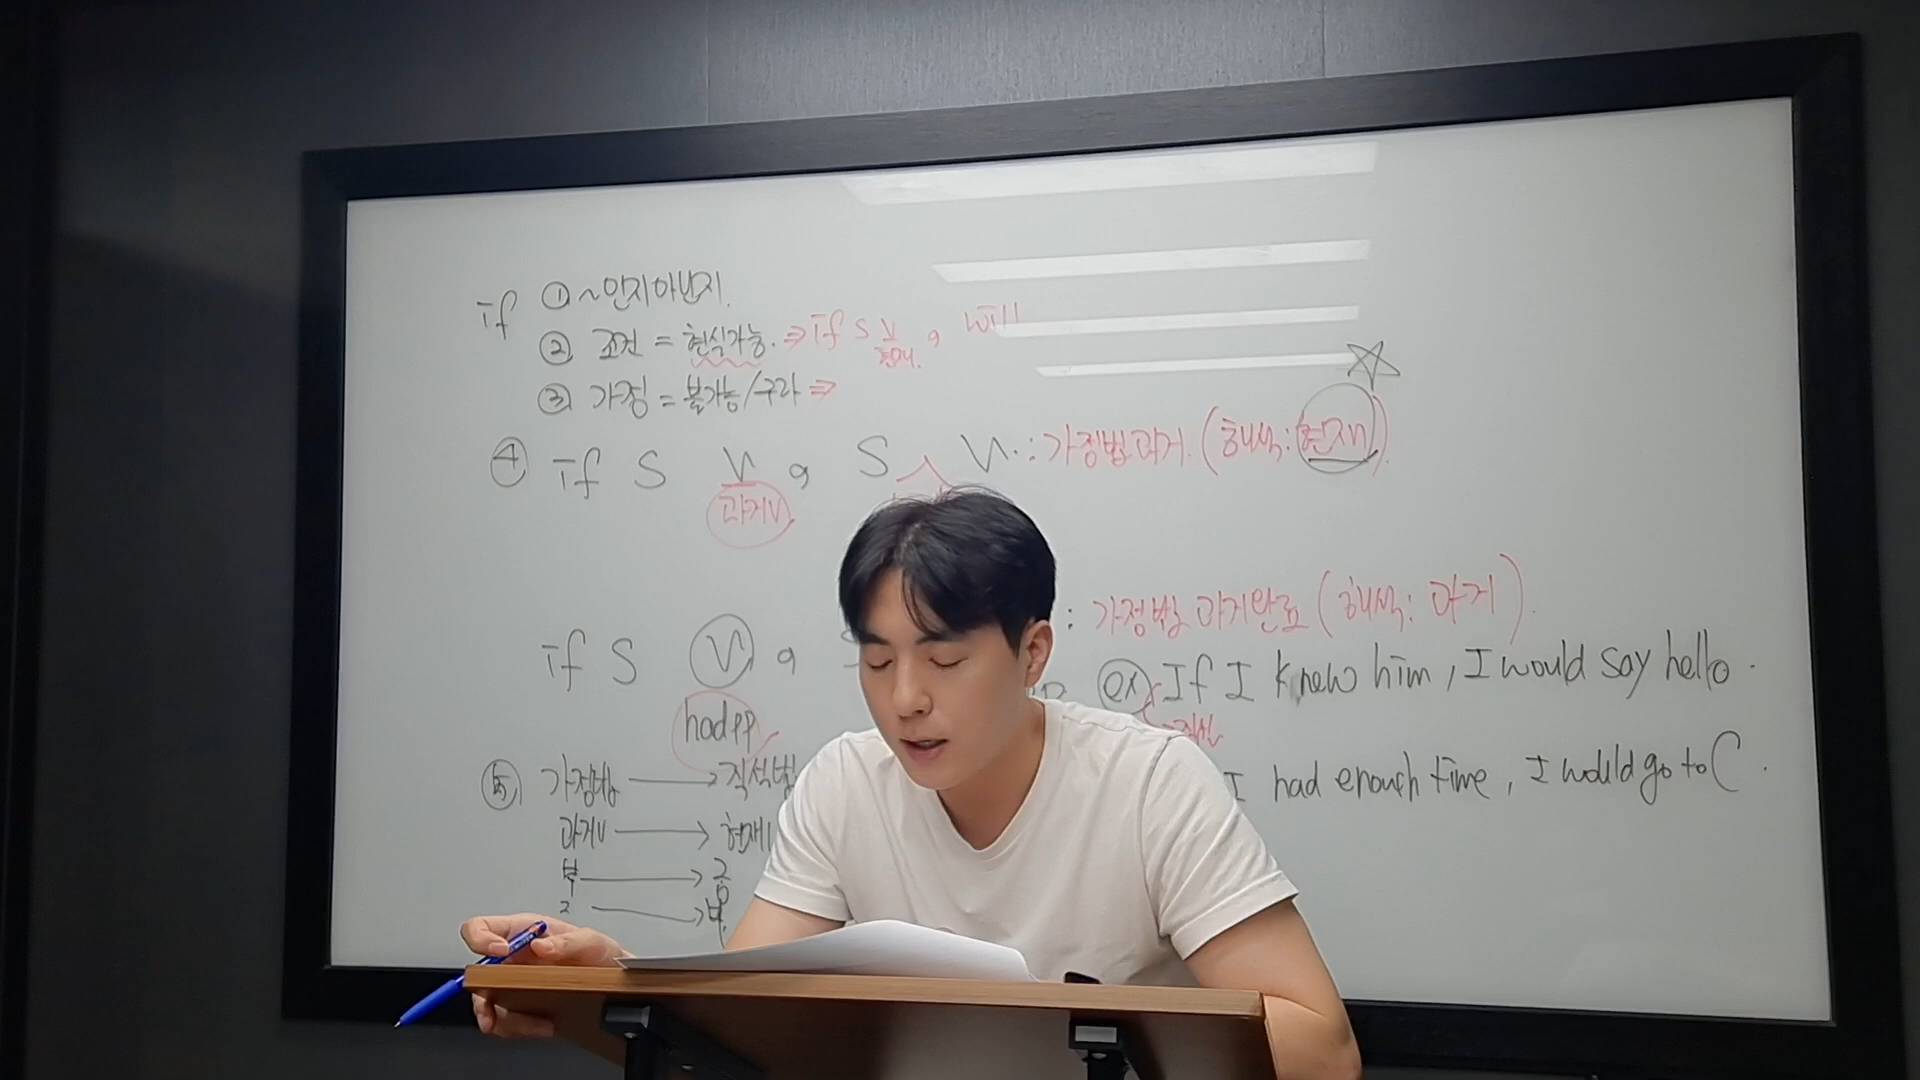 if ① ~인지 아닌지.
② 조건 = 현실가능. ⇒ if S V, will
현재.
③ 가정 = 불가능/구라 ⇒
④ if S V, S V. : 가정법 과거. (해석: 현재)
과거V
: 가정법 과거완료 (해석: 과거).
if S V,
ex) If I knew him, I would say hello.
had pp
⑤ 가정법 → 직설법
I had enough time, I would go to C.
과거V → 현재
부 → 긍
긍 → 부